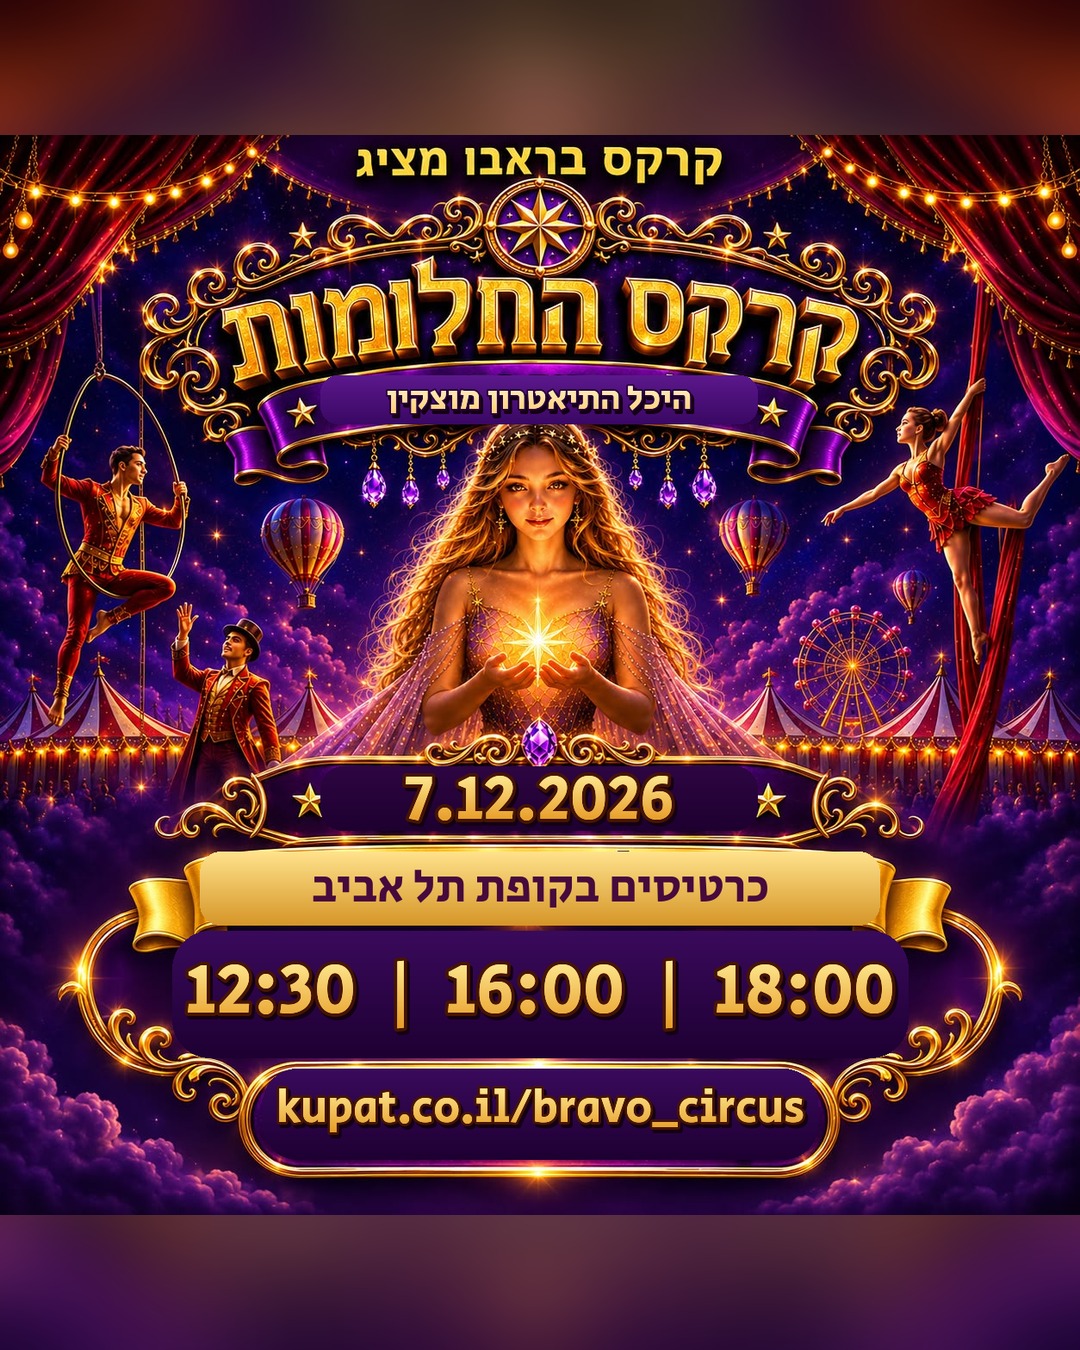 קרקס בראבו מציג
קרקס החלומות
היכל התיאטרון מוצקין
7.12.2026
כרטיסים בקופת תל אביב
12:30 | 16:00 | 18:00
kupat.co.il/bravo_circus